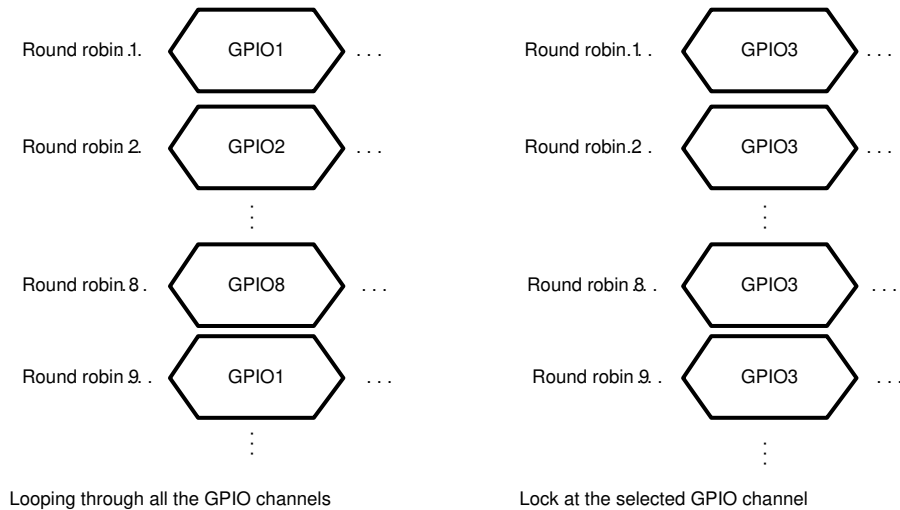 Round robin 1. GPIO1 . . . Round robin.1. . GPIO3 . . .
Round robin 2. GPIO2 . . . Round robin.2 . GPIO3 . . .
Round robin. 8 . GPIO8 . . . Round robin 8. . GPIO3 . . .
Round robin 9. . GPIO1 . . . Round robin 9. . GPIO3 . . .
Looping through all the GPIO channels
Lock at the selected GPIO channel